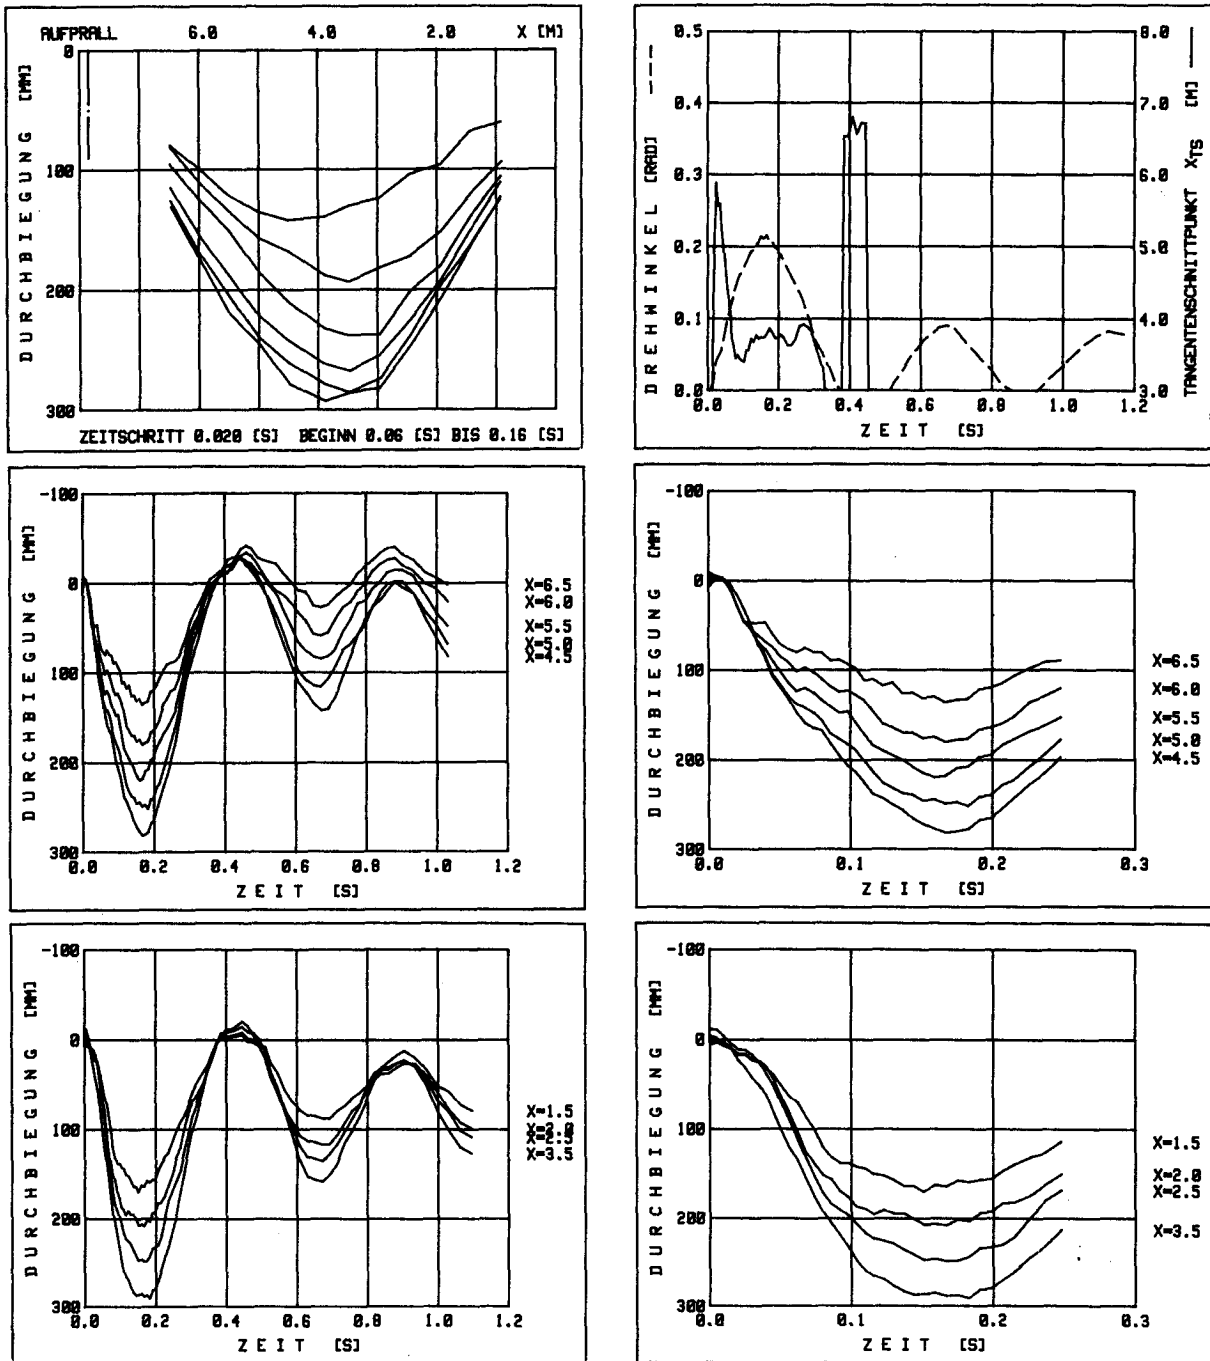 AUFPRALL 6.0 4.0 2.0 X [M]
DURCHBIEGUNG [MM]
0
100
200
300
ZEITSCHRITT 0.020 [S] BEGINN 0.06 [S] BIS 0.16 [S]
DREHWINKEL [RAD]
0.5
0.4
0.3
0.2
0.1
0.0
8.0
7.0
6.0
5.0
4.0
3.0
TANGENTENSCHNITTPUNKT XTS [M]
0.0 0.2 0.4 0.6 0.8 1.0 1.2
ZEIT [S]
DURCHBIEGUNG [MM]
-100
0
100
200
300
X=6.5
X=6.0
X=5.5
X=5.0
X=4.5
0.0 0.2 0.4 0.6 0.8 1.0 1.2
ZEIT [S]
DURCHBIEGUNG [MM]
-100
0
100
200
300
X=6.5
X=6.0
X=5.5
X=5.0
X=4.5
0.0 0.1 0.2 0.3
ZEIT [S]
DURCHBIEGUNG [MM]
-100
0
100
200
300
X=1.5
X=2.0
X=2.5
X=3.5
0.0 0.2 0.4 0.6 0.8 1.0 1.2
ZEIT [S]
DURCHBIEGUNG [MM]
-100
0
100
200
300
X=1.5
X=2.0
X=2.5
X=3.5
0.0 0.1 0.2 0.3
ZEIT [S]